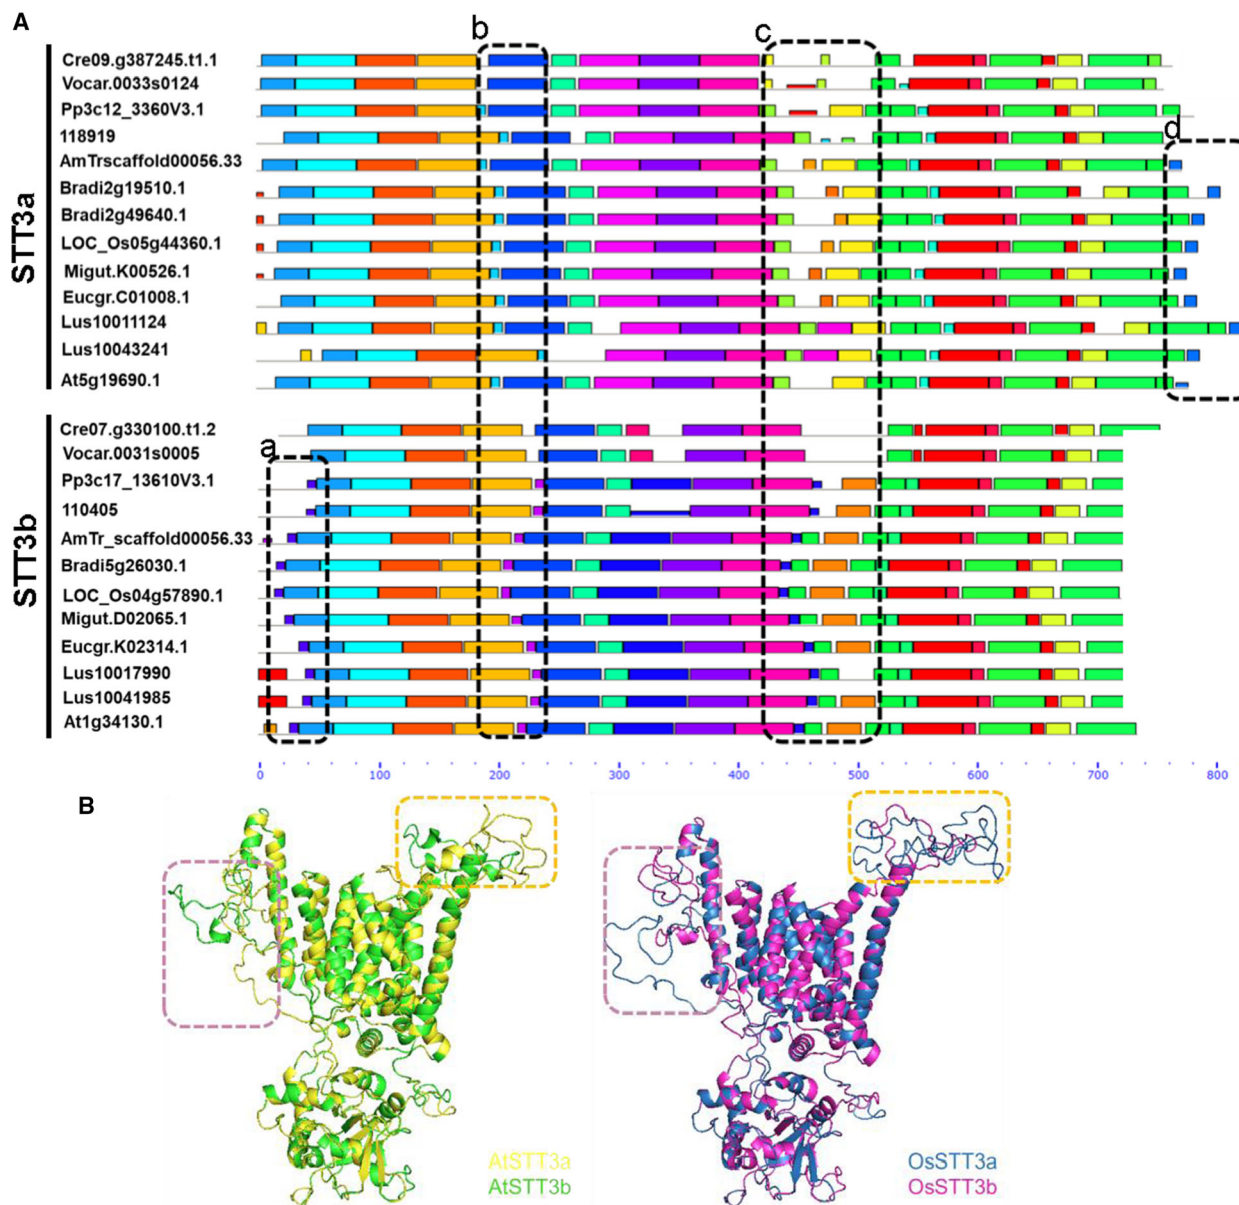 A
b
c
d
a
STT3a
Cre09.g387245.t1.1
Vocar.0033s0124
Pp3c12_3360V3.1
118919
AmTrscaffold00056.33
Bradi2g19510.1
Bradi2g49640.1
LOC_Os05g44360.1
Migut.K00526.1
Eucgr.C01008.1
Lus10011124
Lus10043241
At5g19690.1
STT3b
Cre07.g330100.t1.2
Vocar.0031s0005
Pp3c17_13610V3.1
110405
AmTr_scaffold00056.33
Bradi5g26030.1
LOC_Os04g57890.1
Migut.D02065.1
Eucgr.K02314.1
Lus10017990
Lus10041985
At1g34130.1
0 100 200 300 400 500 600 700 800
B
AtSTT3a
AtSTT3b
OsSTT3a
OsSTT3b